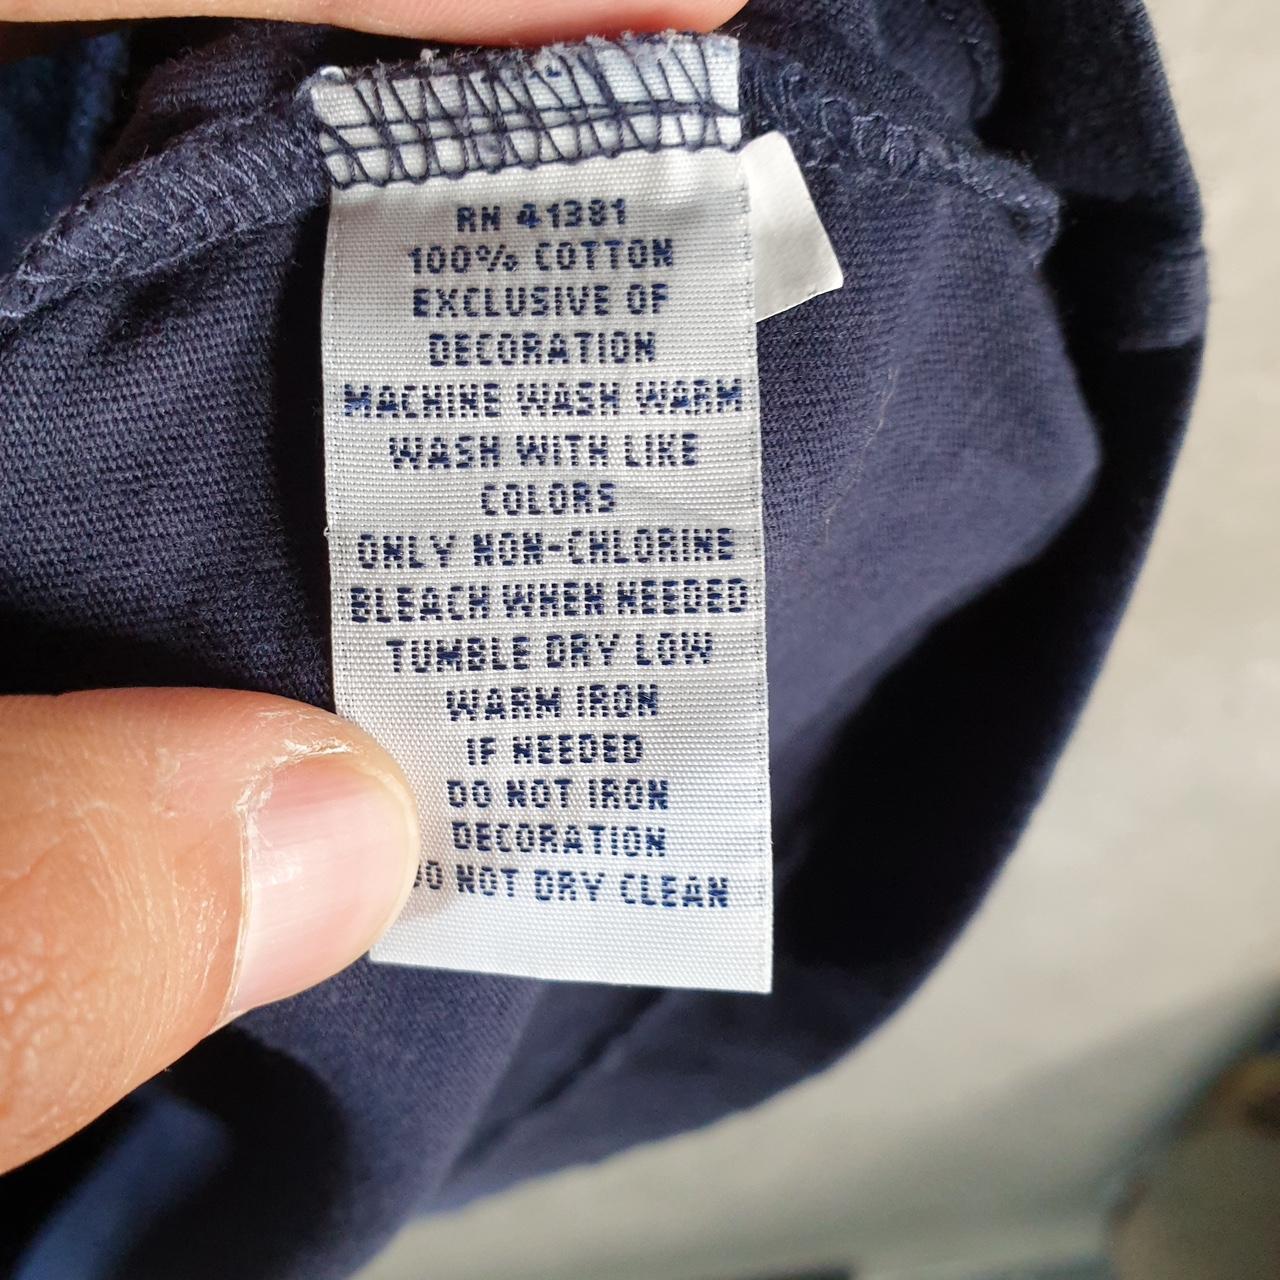 RN 41381
100% COTTON
EXCLUSIVE OF
DECORATION
MACHINE WASH WARM
WASH WITH LIKE
COLORS
ONLY NON-CHLORINE
BLEACH WHEN NEEDED
TUMBLE DRY LOW
WARM IRON
IF NEEDED
DO NOT IRON
DECORATION
DO NOT DRY CLEAN